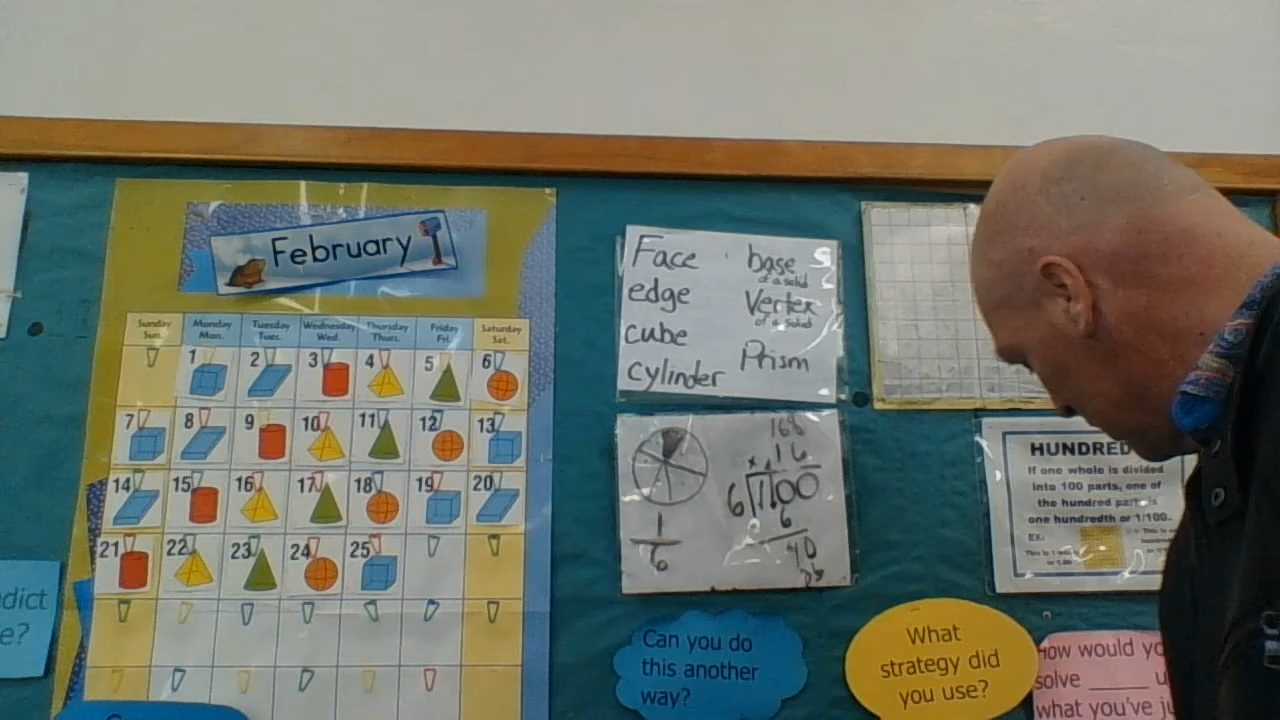 February
Sunday Monday Tuesday Wednesday Thursday Friday Saturday
Sun. Mon. Tues. Wed. Thurs. Fri. Sat.
1 2 3 4 5 6
7 8 9 10 11 12 13
14 15 16 17 18 19 20
21 22 23 24 25
Face
edge
cube
cylinder
base
of a solid
Vertex
of a solid
Prism
1
6
168
16
6 100
6
40
HUNDRED
If one whole is divided
into 100 parts, one of
the hundred parts is
one hundredth or 1/100.
EX:
Can you do
this another
way?
What
strategy did
you use?
How would yo
solve ______ u
what you've ju
dict
e?